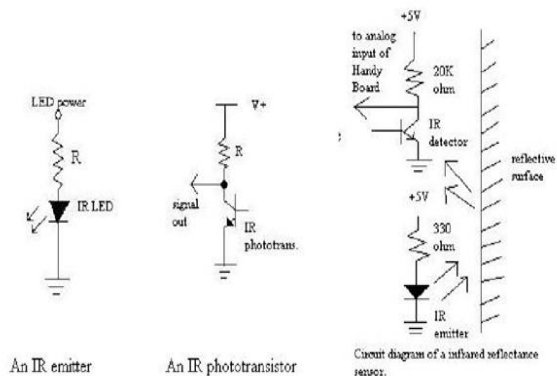 LED power
R
IR LED
An IR emitter
V+
R
signal
out
IR
phototrans.
An IR phototransistor
+5V
to analog
input of
Handy
Board
20K
ohm
IR
detector
reflective
surface
+5V
330
ohm
IR
emitter
Circuit diagram of a infrared reflectance
sensor.